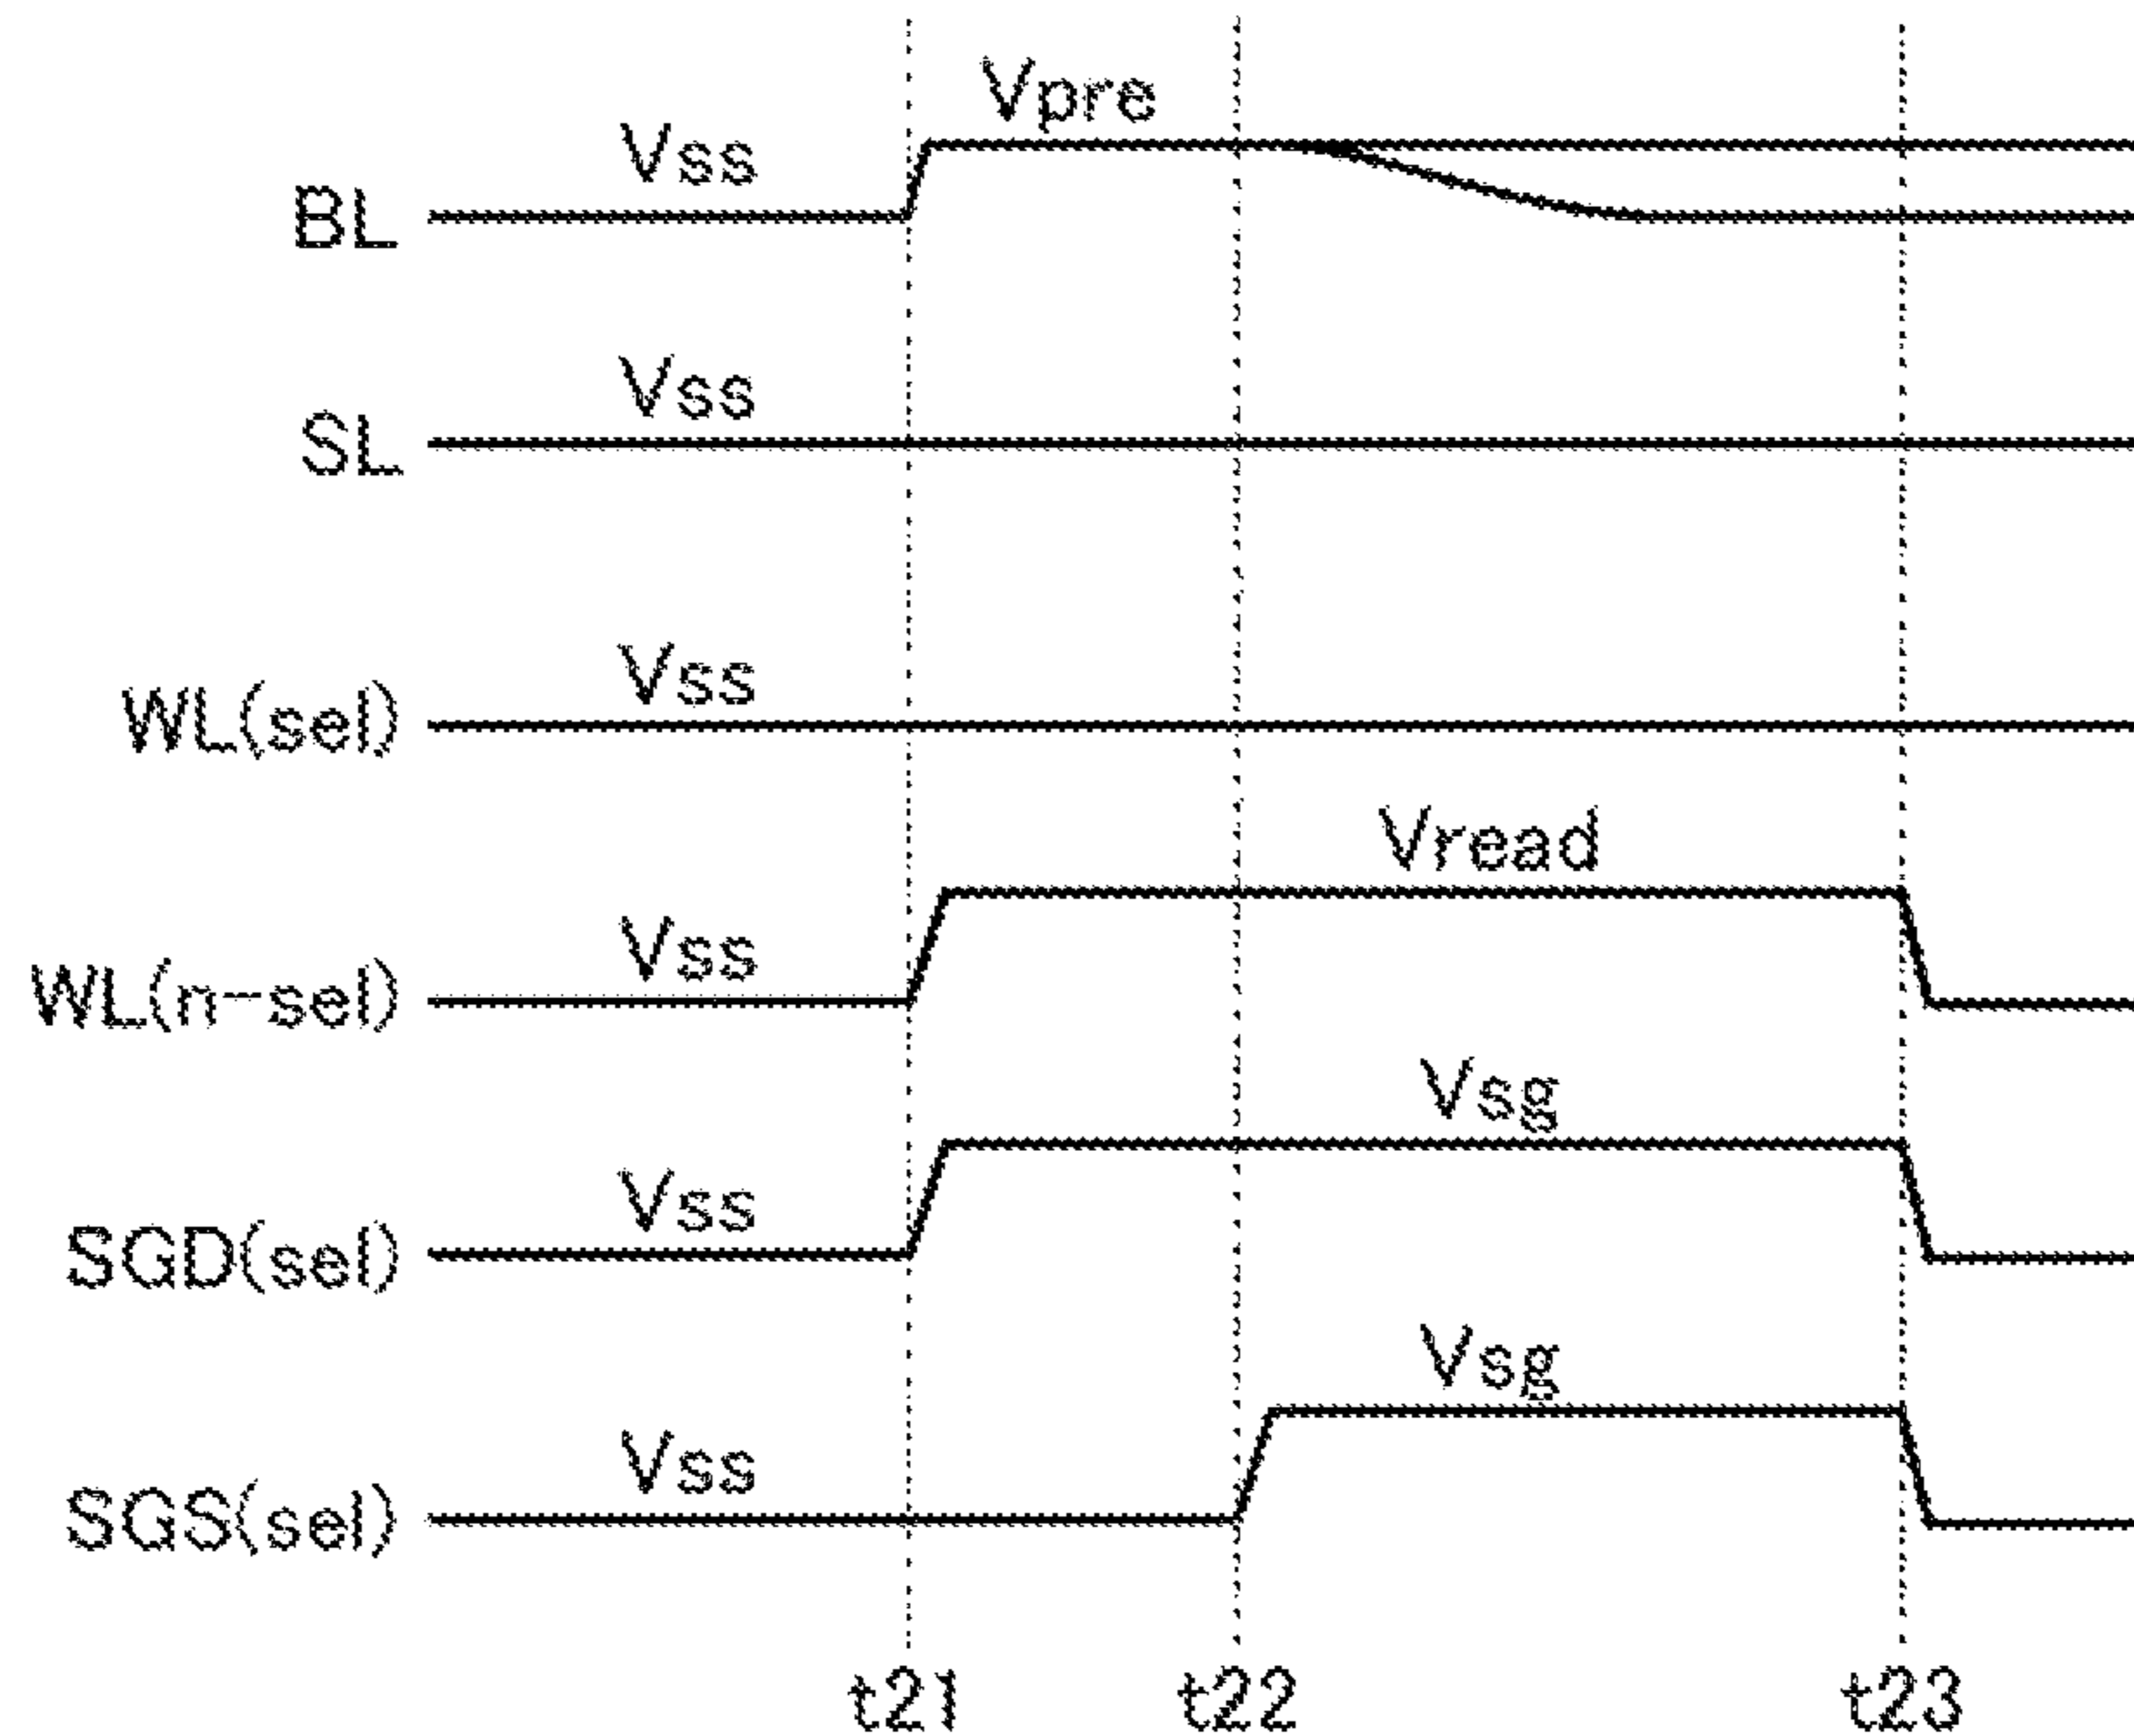 Vpre
Vss
BL
Vss
SL
Vss
WL(sel)
Vread
Vss
WL(n-sel)
Vsg
Vss
SGD(sel)
Vsg
Vss
SGS(sel)
t21 t22 t23